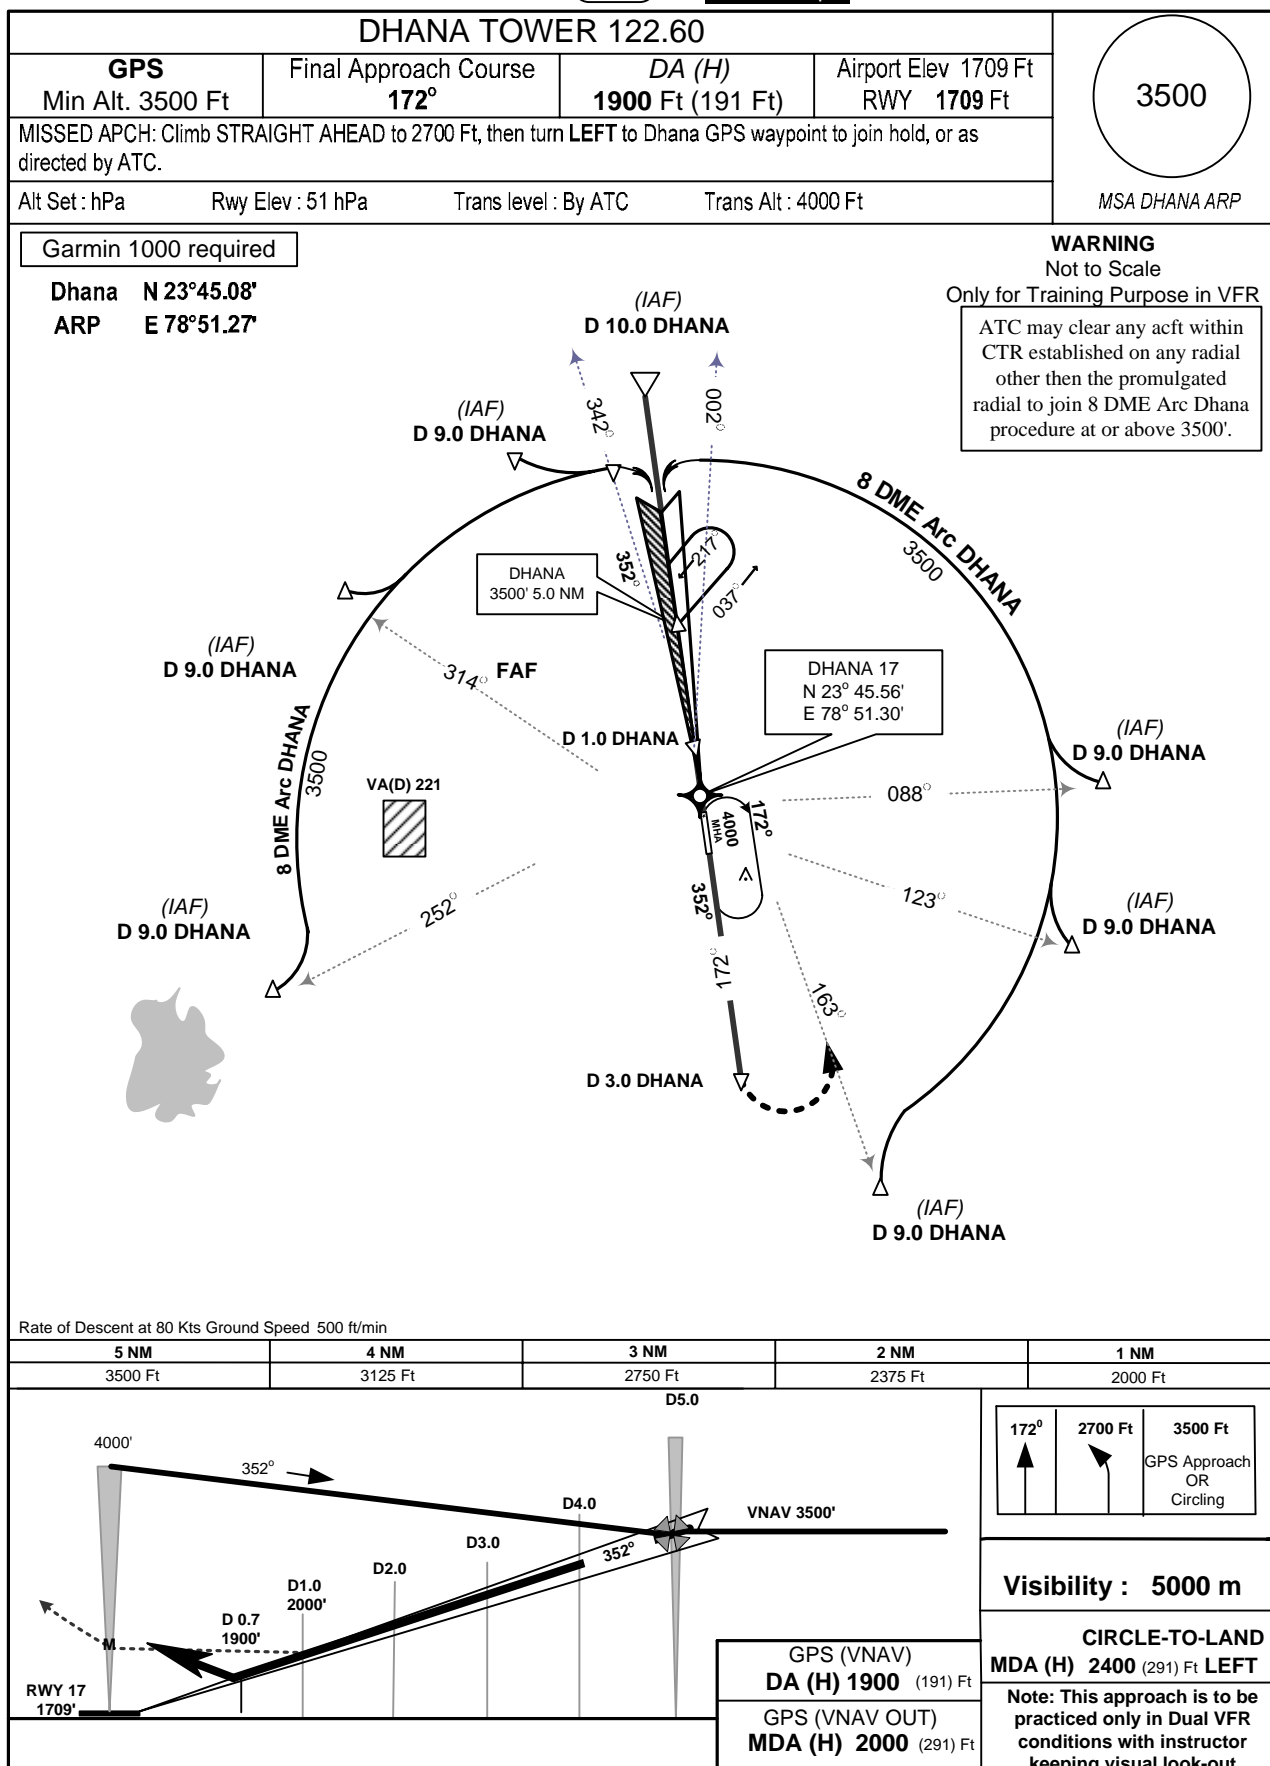 DHANA TOWER 122.60
GPS
Min Alt. 3500 Ft
Final Approach Course
172°
DA (H)
1900 Ft (191 Ft)
Airport Elev 1709 Ft
RWY 1709 Ft
3500
MSA DHANA ARP
MISSED APCH: Climb STRAIGHT AHEAD to 2700 Ft, then turn LEFT to Dhana GPS waypoint to join hold, or as
directed by ATC.
Alt Set : hPa Rwy Elev : 51 hPa Trans level : By ATC Trans Alt : 4000 Ft
Garmin 1000 required
Dhana N 23°45.08'
ARP E 78°51.27'
WARNING
Not to Scale
Only for Training Purpose in VFR
ATC may clear any acft within
CTR established on any radial
other then the promulgated
radial to join 8 DME Arc Dhana
procedure at or above 3500'.
(IAF)
D 10.0 DHANA
342°
002°
(IAF)
D 9.0 DHANA
8 DME Arc DHANA
3500
352°
217°
037°
DHANA
3500' 5.0 NM
(IAF)
D 9.0 DHANA
314°
FAF
DHANA 17
N 23° 45.56'
E 78° 51.30'
D 1.0 DHANA
(IAF)
D 9.0 DHANA
8 DME Arc DHANA
3500
VA(D) 221
088°
172°
4000
MHA
352°
123°
(IAF)
D 9.0 DHANA
252°
(IAF)
D 9.0 DHANA
172°
163°
D 3.0 DHANA
(IAF)
D 9.0 DHANA
Rate of Descent at 80 Kts Ground Speed 500 ft/min
5 NM 4 NM 3 NM 2 NM 1 NM
3500 Ft 3125 Ft 2750 Ft 2375 Ft 2000 Ft
D5.0
4000'
352°
D4.0
VNAV 3500'
D3.0
352°
D2.0
D1.0
2000'
D 0.7
1900'
M
RWY 17
1709'
172°
2700 Ft
3500 Ft
GPS Approach
OR
Circling
Visibility : 5000 m
GPS (VNAV)
DA (H) 1900 (191) Ft
GPS (VNAV OUT)
MDA (H) 2000 (291) Ft
CIRCLE-TO-LAND
MDA (H) 2400 (291) Ft LEFT
Note: This approach is to be
practiced only in Dual VFR
conditions with instructor
keeping visual look-out